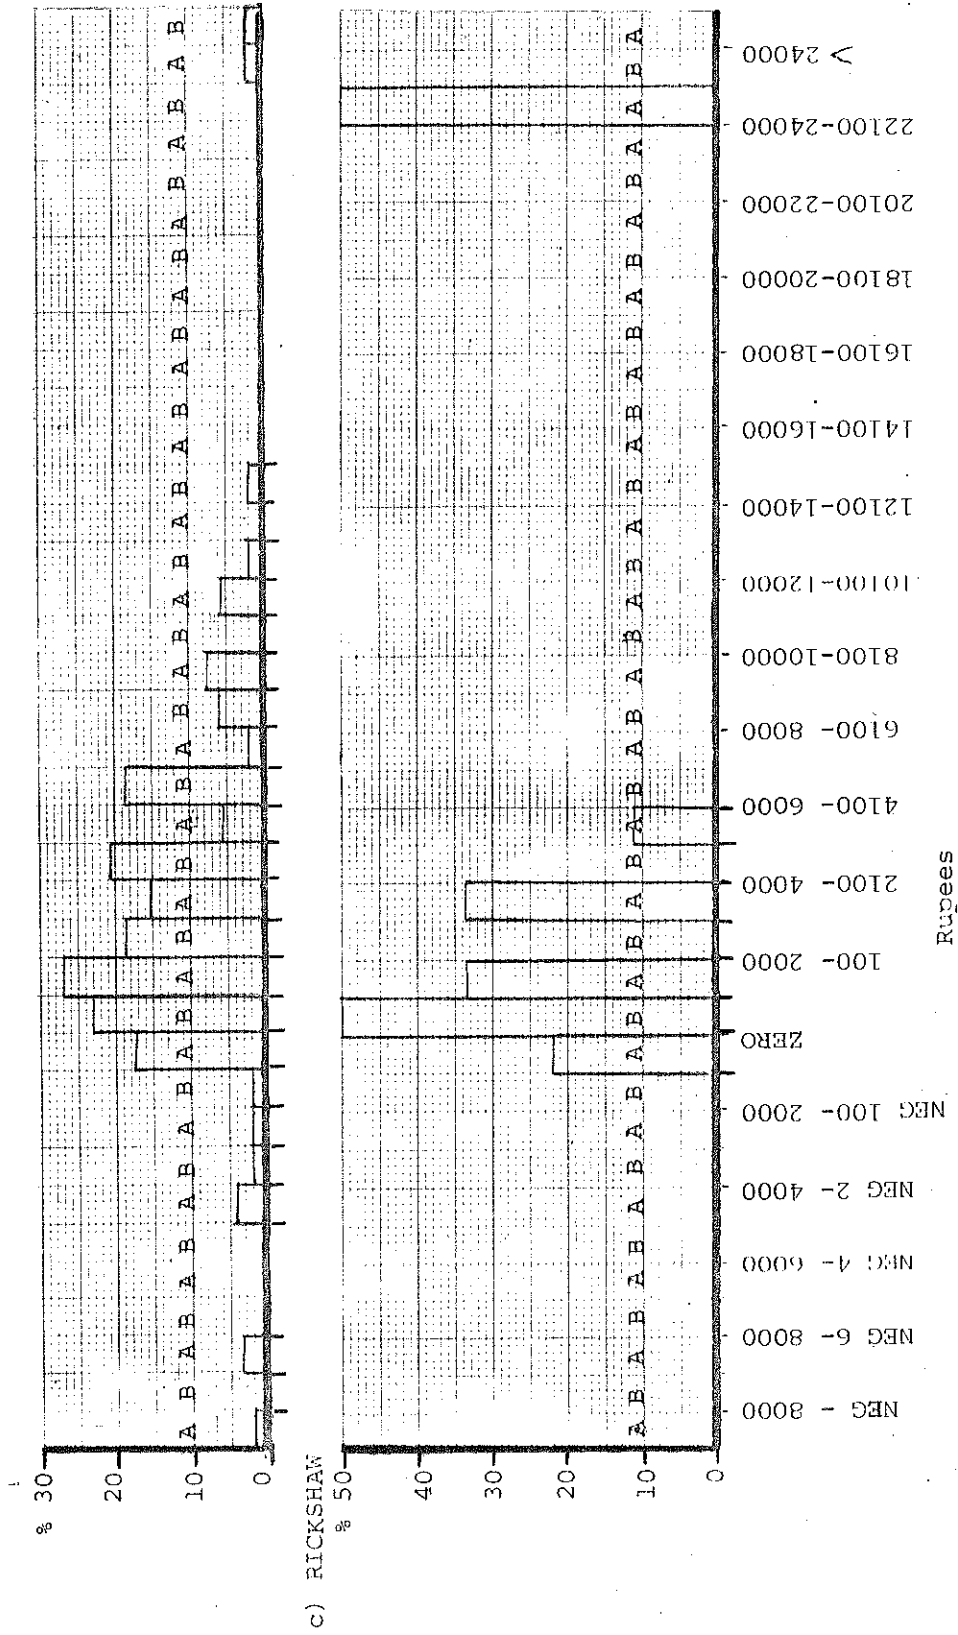 %
30
20
10
0
A B A B A B A B A B A B A B A B A B A B A B A B A B A B A B A B A B A B A B
c) RICKSHAW
%
50
40
30
20
10
0
A B A B A B A B A B A B A B A B A B A B A B A B A B A B A B A B A B A A B A
NEG - 8000
NEG 6- 8000
NEG 4- 6000
NEG 2- 4000
NEG 100- 2000
ZERO
100- 2000
2100- 4000
4100- 6000
6100- 8000
8100-10000
10100-12000
12100-14000
14100-16000
16100-18000
18100-20000
20100-22000
22100-24000
> 24000
Rupees